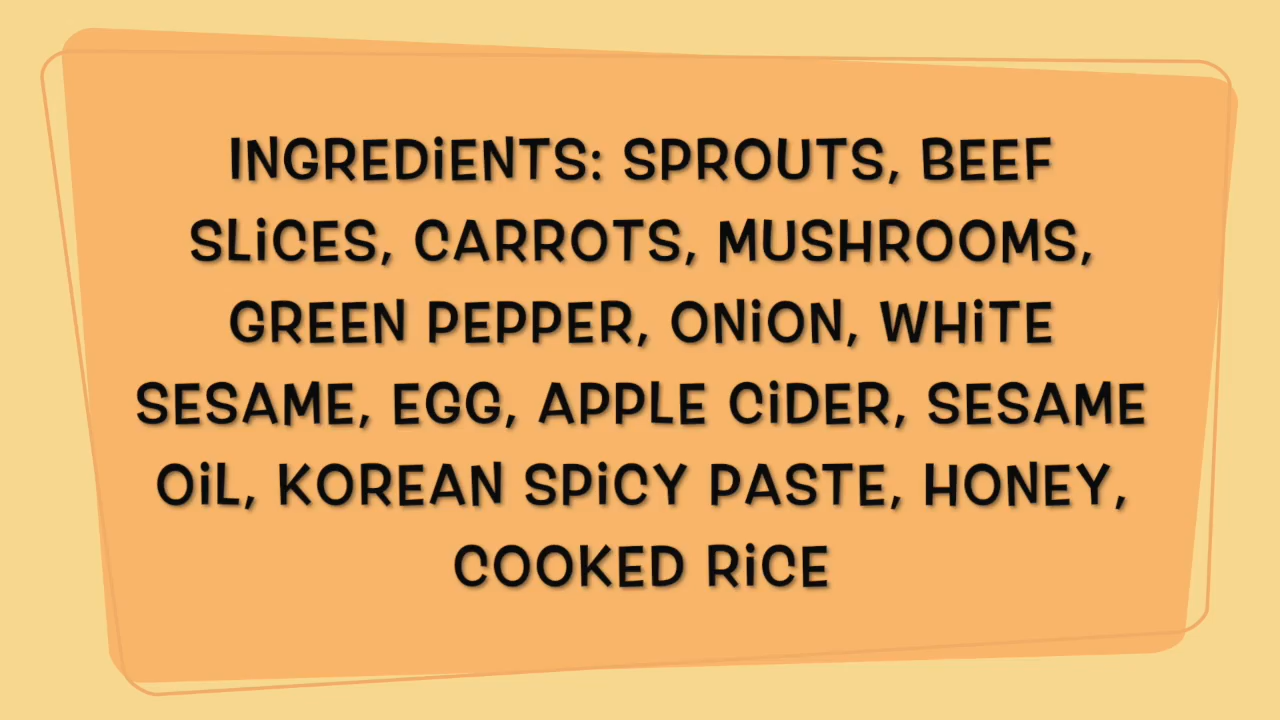 INGREDiENTS: SPROUTS, BEEF
SLiCES, CARROTS, MUSHROOMS,
GREEN PEPPER, ONiON, WHiTE
SESAME, EGG, APPLE CiDER, SESAME
OiL, KOREAN SPiCY PASTE, HONEY,
COOKED RiCE